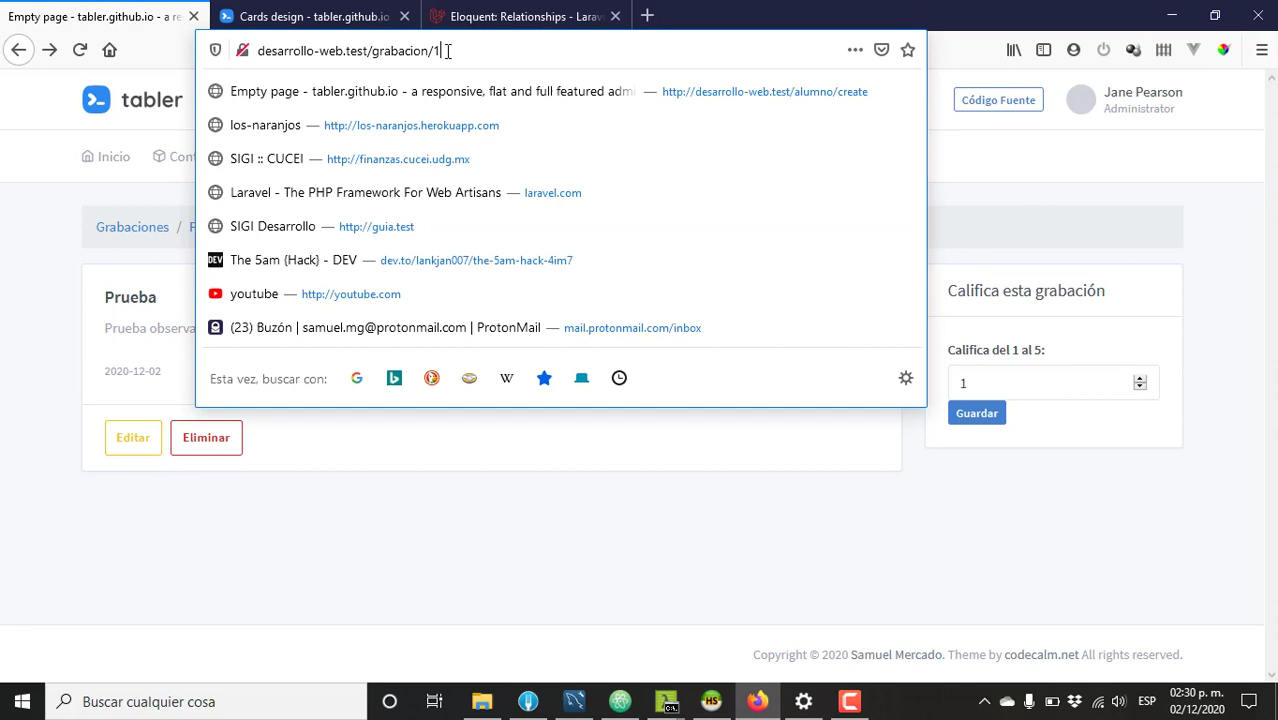 Empty page - tabler.github.io - a re
Cards design - tabler.github.io
Eloquent: Relationships - Larav
desarrollo-web.test/grabacion/1
Empty page - tabler.github.io - a responsive, flat and full featured admi — http://desarrollo-web.test/alumno/create
los-naranjos — http://los-naranjos.herokuapp.com
SIGI :: CUCEI — http://finanzas.cucei.udg.mx
Laravel - The PHP Framework For Web Artisans — laravel.com
SIGI Desarrollo — http://guia.test
DEV The 5am {Hack} - DEV — dev.to/lankjan007/the-5am-hack-4im7
youtube — http://youtube.com
(23) Buzón | samuel.mg@protonmail.com | ProtonMail — mail.protonmail.com/inbox
Esta vez, buscar con:
tabler
Código Fuente
Jane Pearson
Administrator
Inicio
Cont
Grabaciones / P
Prueba
Prueba observa
2020-12-02
Editar
Eliminar
Califica esta grabación
Califica del 1 al 5:
1
Guardar
Copyright © 2020 Samuel Mercado. Theme by codecalm.net All rights reserved.
Buscar cualquier cosa
ESP
02:30 p. m.
02/12/2020